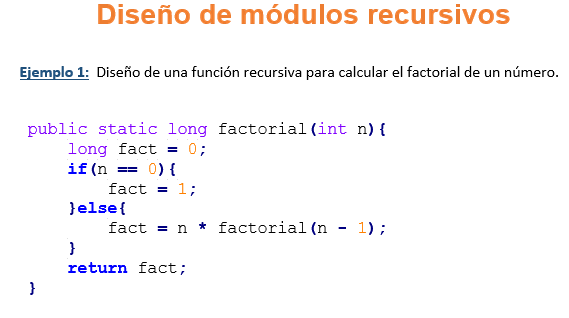 Diseño de módulos recursivos
Ejemplo 1: Diseño de una función recursiva para calcular el factorial de un número.
public static long factorial(int n){
    long fact = 0;
    if(n == 0){
        fact = 1;
    }else{
        fact = n * factorial(n - 1);
    }
    return fact;
}